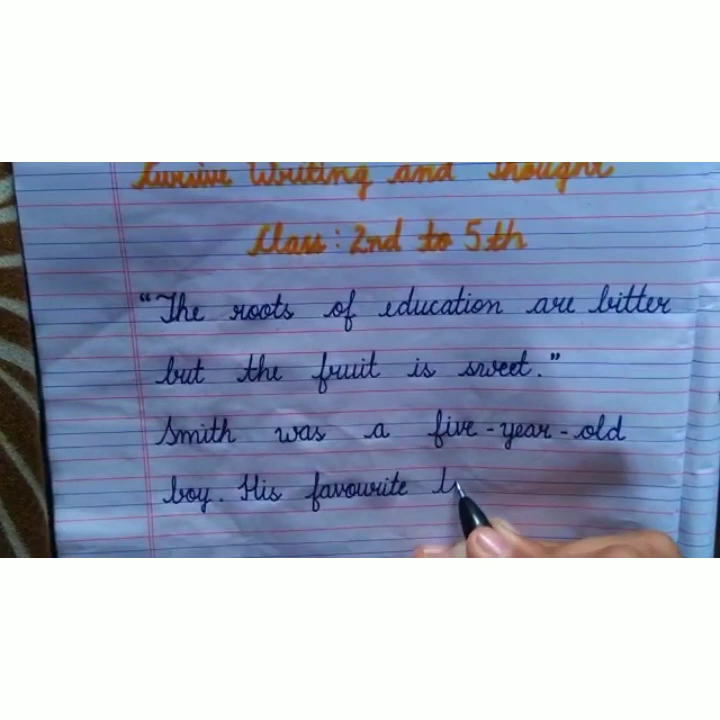 Cursive Writing and Thought
Class : 2nd to 5th
"The roots of education are bitter
but the fruit is sweet."
Smith was a five-year-old
boy. His favourite